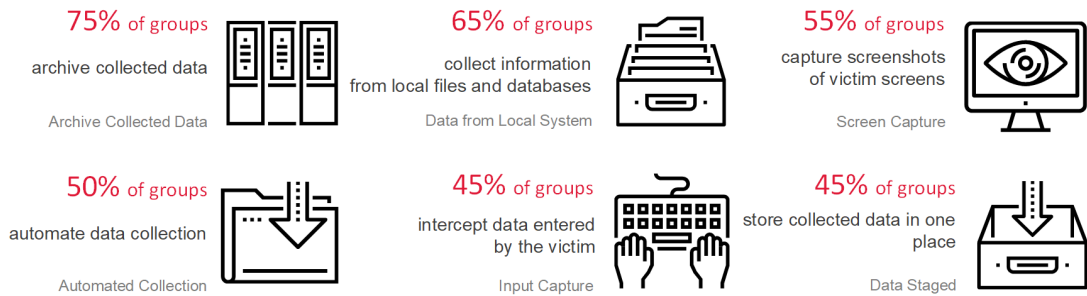 75% of groups
archive collected data
Archive Collected Data
65% of groups
collect information
from local files and databases
Data from Local System
55% of groups
capture screenshots
of victim screens
Screen Capture
50% of groups
automate data collection
Automated Collection
45% of groups
intercept data entered
by the victim
Input Capture
45% of groups
store collected data in one
place
Data Staged